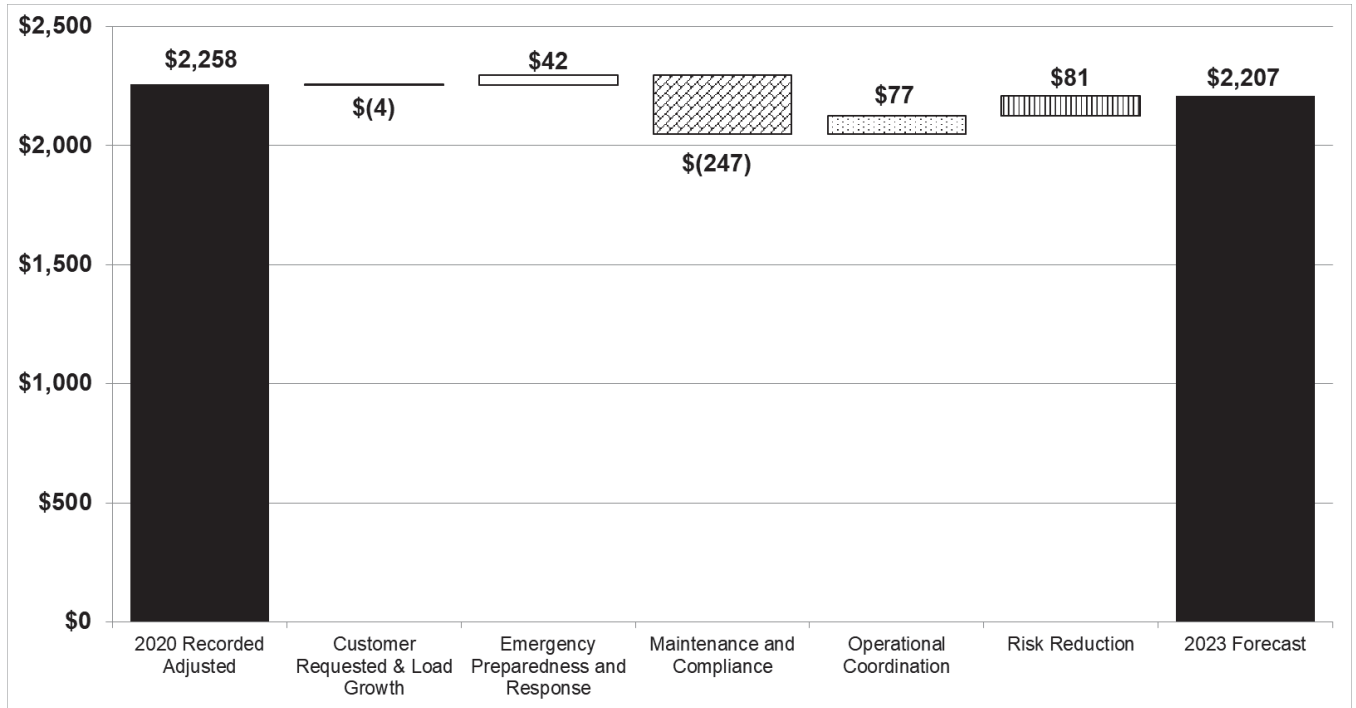 $2,500
$2,000
$1,500
$1,000
$500
$0
$2,258
$(4)
$42
$(247)
$77
$81
$2,207
2020 Recorded
Adjusted
Customer
Requested & Load
Growth
Emergency
Preparedness and
Response
Maintenance and
Compliance
Operational
Coordination
Risk Reduction
2023 Forecast